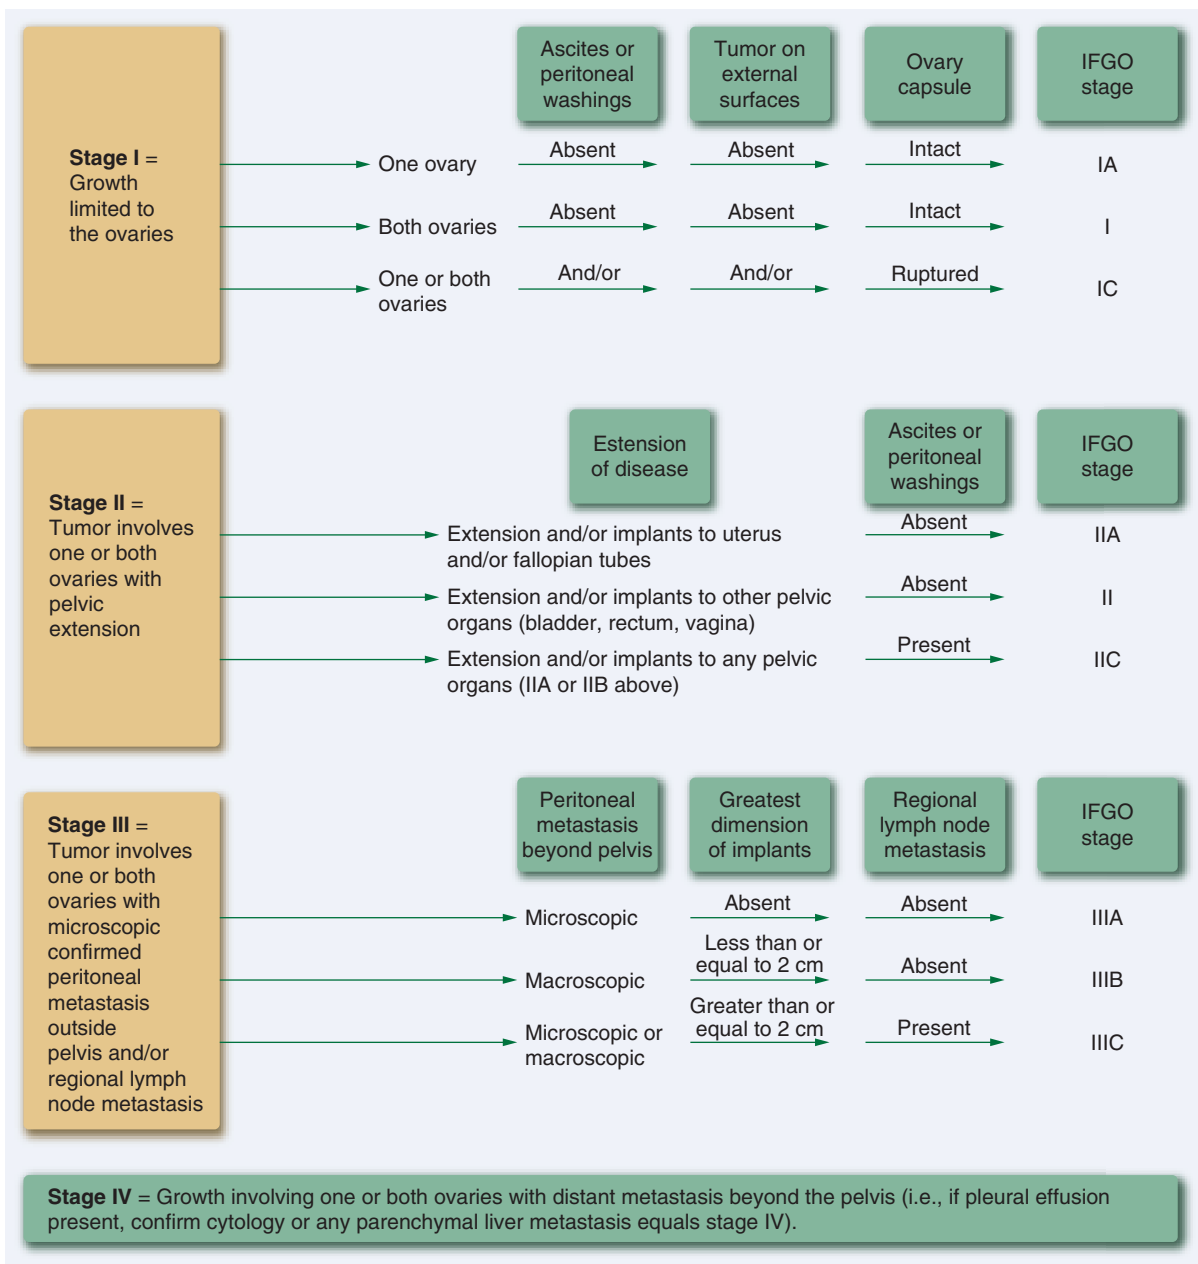 Stage I =
Growth
limited to
the ovaries
Ascites or
peritoneal
washings
Tumor on
external
surfaces
Ovary
capsule
IFGO
stage
One ovary
Absent
Absent
Intact
IA
Both ovaries
Absent
Absent
Intact
I
One or both
ovaries
And/or
And/or
Ruptured
IC
Stage II =
Tumor involves
one or both
ovaries with
pelvic
extension
Estension
of disease
Ascites or
peritoneal
washings
IFGO
stage
Extension and/or implants to uterus
and/or fallopian tubes
Absent
IIA
Extension and/or implants to other pelvic
organs (bladder, rectum, vagina)
Absent
II
Extension and/or implants to any pelvic
organs (IIA or IIB above)
Present
IIC
Stage III =
Tumor involves
one or both
ovaries with
microscopic
confirmed
peritoneal
metastasis
outside
pelvis and/or
regional lymph
node metastasis
Peritoneal
metastasis
beyond pelvis
Greatest
dimension
of implants
Regional
lymph node
metastasis
IFGO
stage
Microscopic
Absent
Absent
IIIA
Macroscopic
Less than or
equal to 2 cm
Absent
IIIB
Microscopic or
macroscopic
Greater than or
equal to 2 cm
Present
IIIC
Stage IV = Growth involving one or both ovaries with distant metastasis beyond the pelvis (i.e., if pleural effusion
present, confirm cytology or any parenchymal liver metastasis equals stage IV).